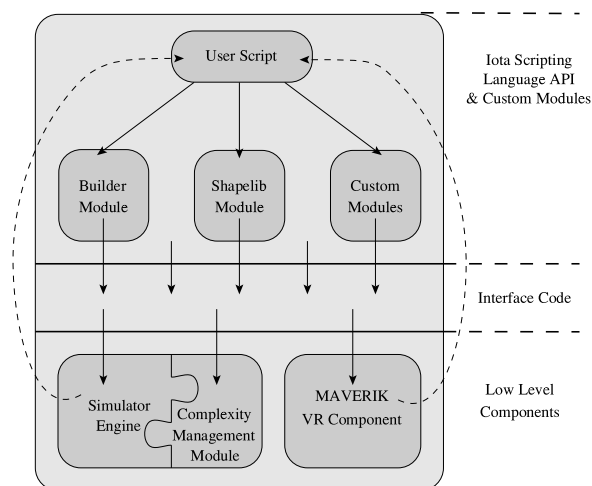 User Script
Iota Scripting
Language API
& Custom Modules
Builder
Module
Shapelib
Module
Custom
Modules
Interface Code
Simulator
Engine
Complexity
Management
Module
MAVERIK
VR Component
Low Level
Components